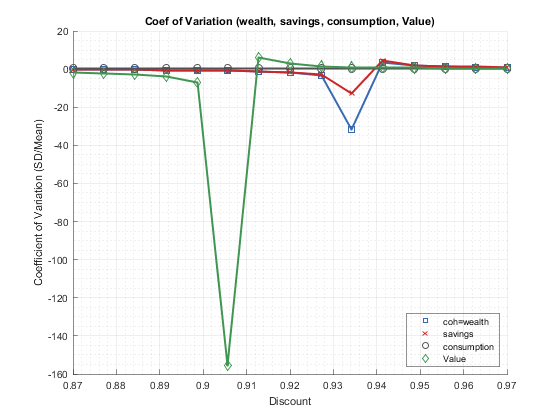 Coef of Variation (wealth, savings, consumption, Value)
20
0
-20
-40
-60
-80
-100
-120
-140
-160
Coefficient of Variation (SD/Mean)
coh=wealth
savings
consumption
Value
0.87 0.88 0.89 0.9 0.91 0.92 0.93 0.94 0.95 0.96 0.97
Discount